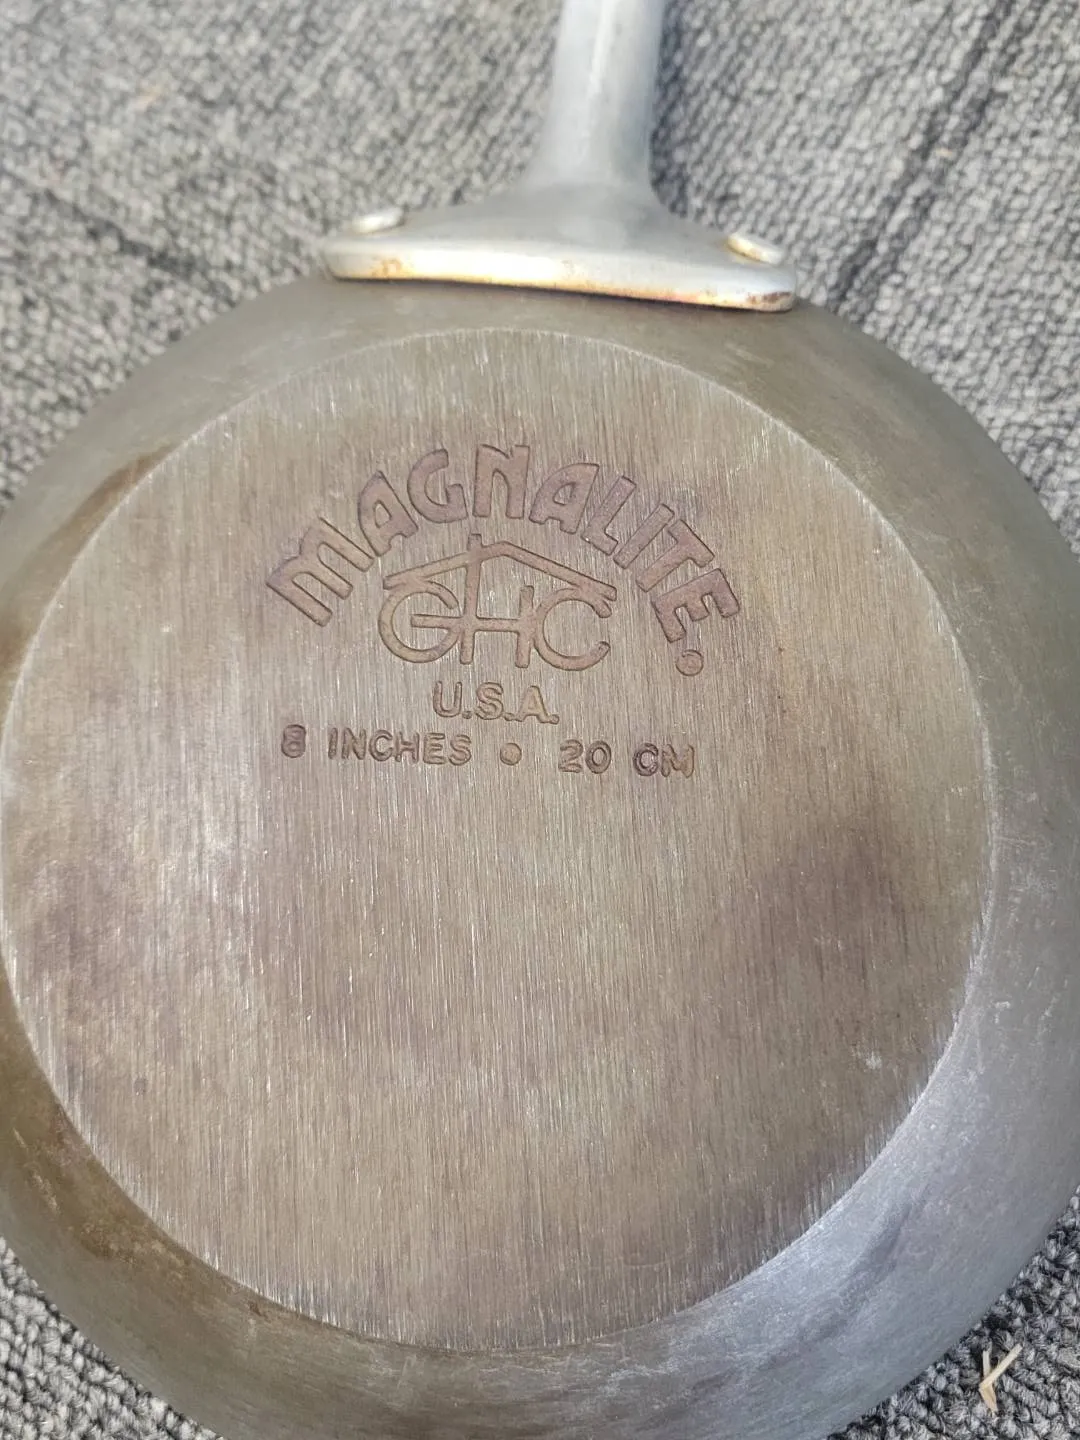 MAGNALITE
GHC
U.S.A.
8 INCHES • 20 CM